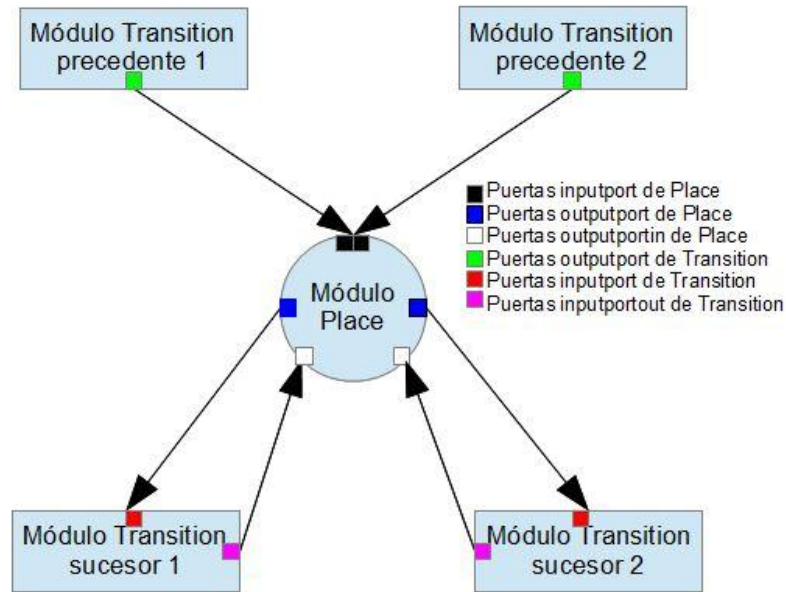 Módulo Transition
precedente 1
Módulo Transition
precedente 2
Puertas inputport de Place
Puertas outputport de Place
Puertas outputportin de Place
Puertas outputport de Transition
Puertas inputport de Transition
Puertas inputportout de Transition
Módulo
Place
Módulo Transition
sucesor 1
Módulo Transition
sucesor 2